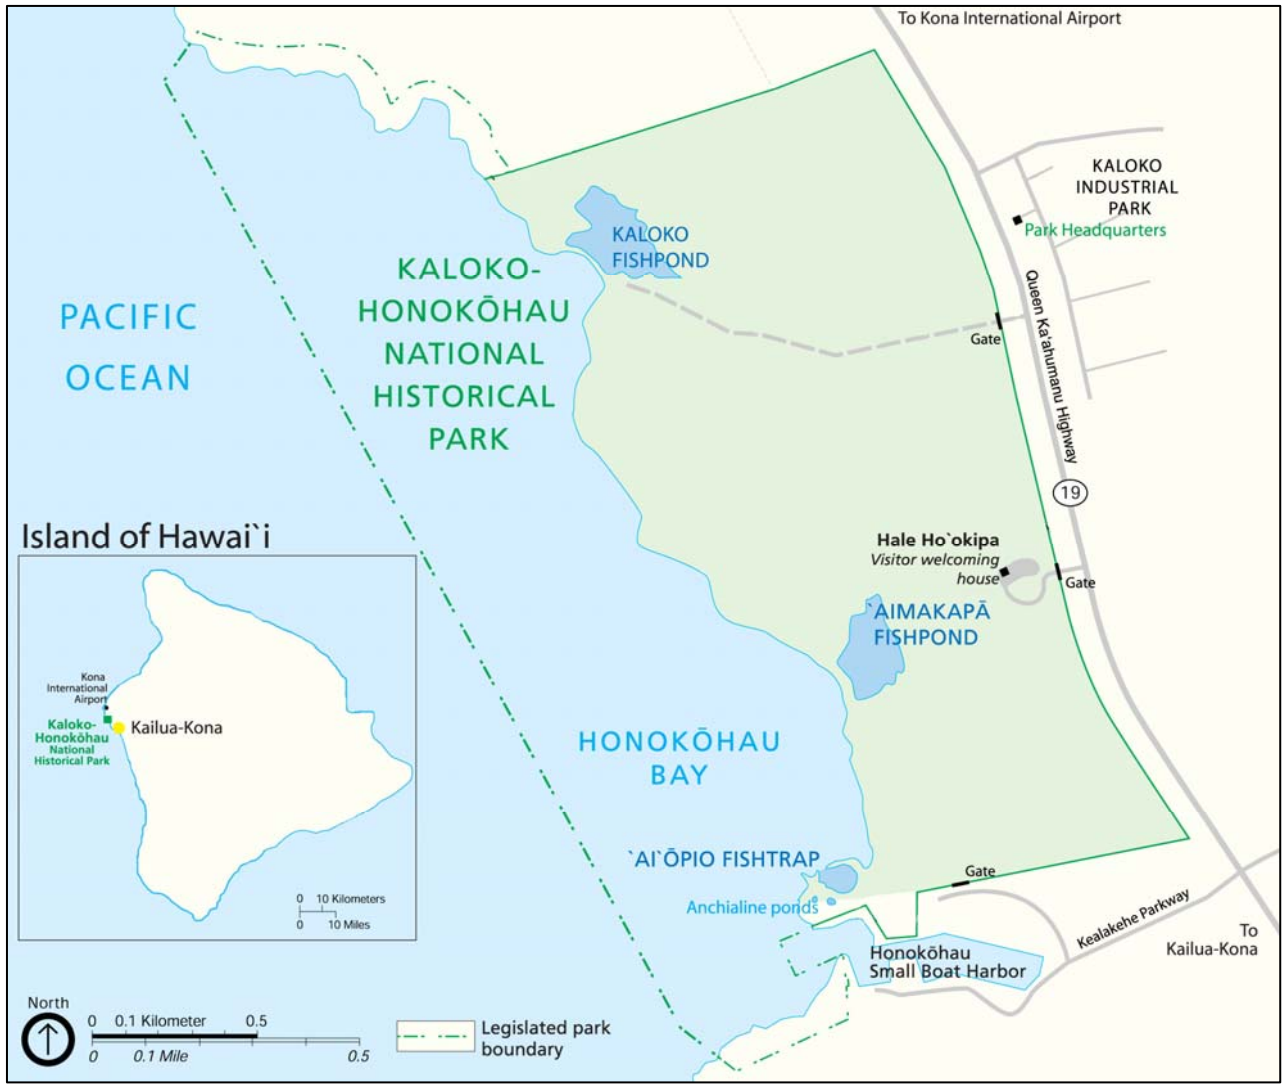 To Kona International Airport
KALOKO
INDUSTRIAL
PARK
Park Headquarters
KALOKO
FISHPOND
KALOKO-
HONOKŌHAU
NATIONAL
HISTORICAL
PARK
PACIFIC
OCEAN
Gate
Queen Ka'ahumanu Highway
19
Island of Hawai`i
Hale Ho`okipa
Visitor welcoming
house
Gate
`AIMAKAPĀ
FISHPOND
Kona
International
Airport
Kaloko-
Honokōhau
National
Historical Park
Kailua-Kona
HONOKŌHAU
BAY
`AI`ŌPIO FISHTRAP
Gate
Anchialine ponds
0 10 Kilometers
0 10 Miles
Kealakehe Parkway
To
Kailua-Kona
Honokōhau
Small Boat Harbor
North
0 0.1 Kilometer 0.5
0 0.1 Mile 0.5
Legislated park
boundary